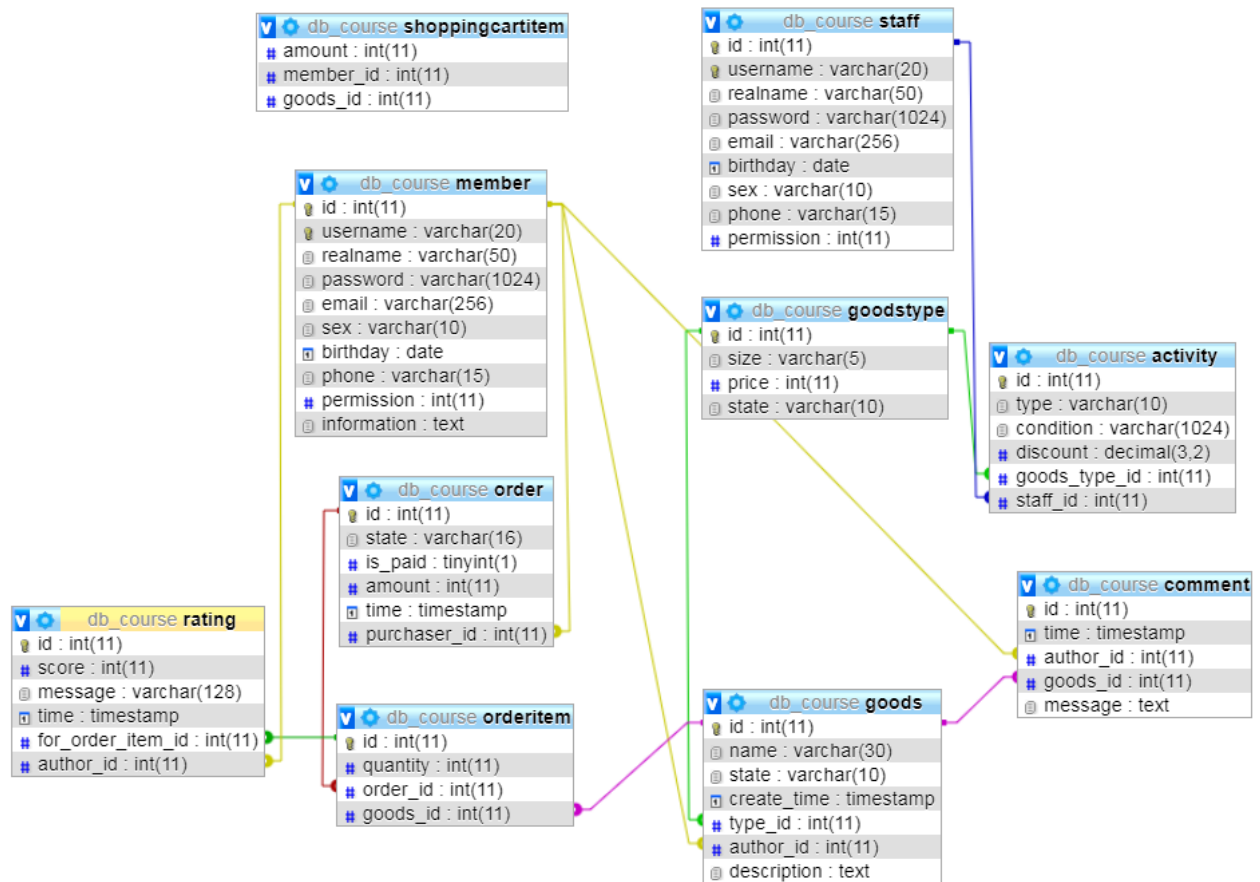 db_course shoppingcartitem
amount : int(11)
member_id : int(11)
goods_id : int(11)
db_course staff
id : int(11)
username : varchar(20)
realname : varchar(50)
password : varchar(1024)
email : varchar(256)
birthday : date
sex : varchar(10)
phone : varchar(15)
permission : int(11)
db_course member
id : int(11)
username : varchar(20)
realname : varchar(50)
password : varchar(1024)
email : varchar(256)
sex : varchar(10)
birthday : date
phone : varchar(15)
permission : int(11)
information : text
db_course goodstype
id : int(11)
size : varchar(5)
price : int(11)
state : varchar(10)
db_course activity
id : int(11)
type : varchar(10)
condition : varchar(1024)
discount : decimal(3,2)
goods_type_id : int(11)
staff_id : int(11)
db_course order
id : int(11)
state : varchar(16)
is_paid : tinyint(1)
amount : int(11)
time : timestamp
purchaser_id : int(11)
db_course comment
id : int(11)
time : timestamp
author_id : int(11)
goods_id : int(11)
message : text
db_course rating
id : int(11)
score : int(11)
message : varchar(128)
time : timestamp
for_order_item_id : int(11)
author_id : int(11)
db_course orderitem
id : int(11)
quantity : int(11)
order_id : int(11)
goods_id : int(11)
db_course goods
id : int(11)
name : varchar(30)
state : varchar(10)
create_time : timestamp
type_id : int(11)
author_id : int(11)
description : text